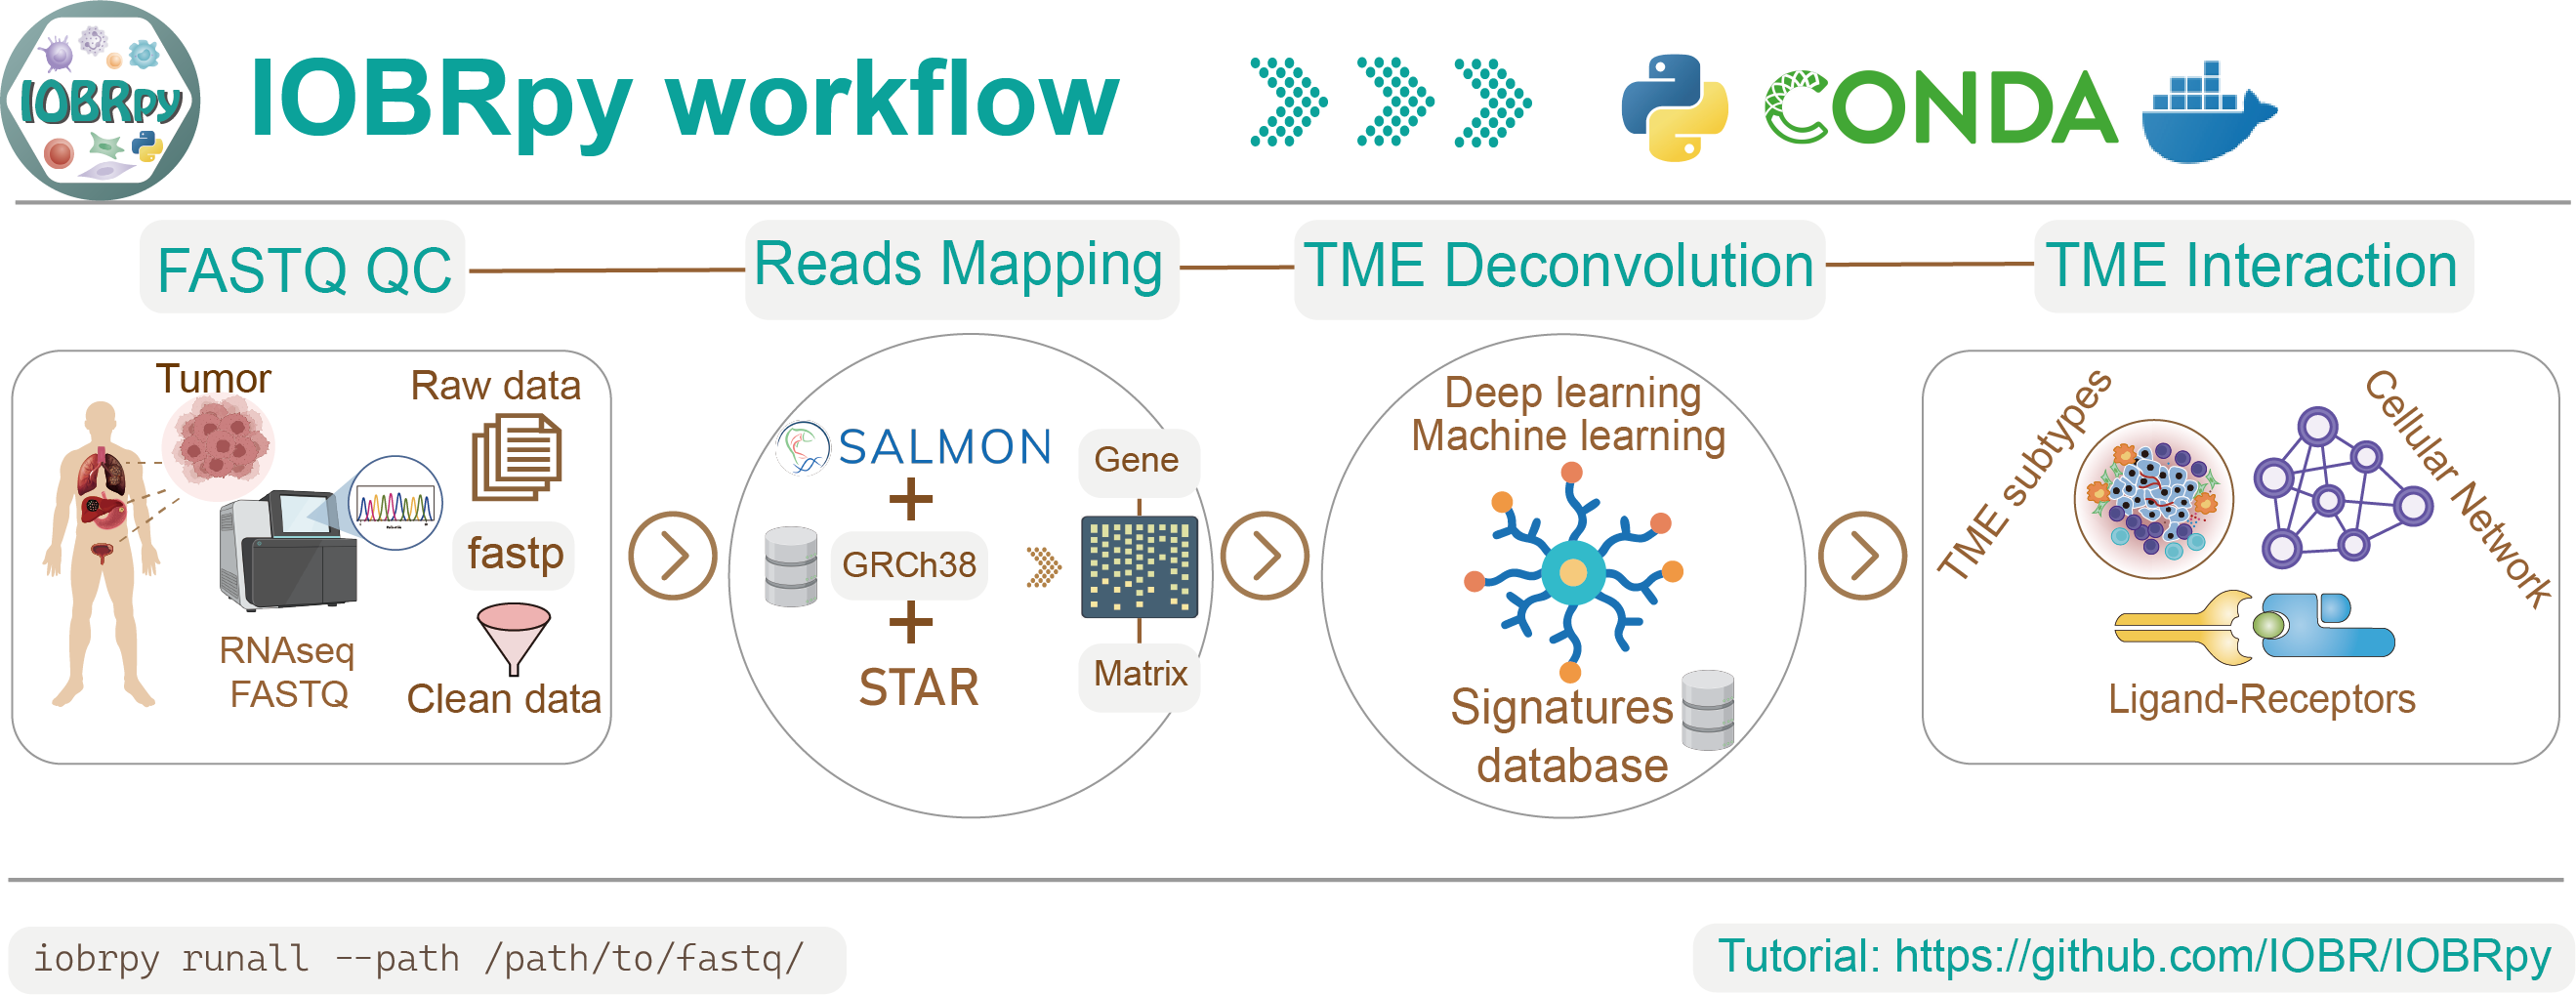 IOBRpy
IOBRpy workflow
CONDA
FASTQ QC
Reads Mapping
TME Deconvolution
TME Interaction
Tumor
Raw data
fastp
Clean data
RNAseq
FASTQ
SALMON
+
GRCh38
+
STAR
Gene
Matrix
Deep learning
Machine learning
Signatures
database
TME subtypes
Cellular Network
Ligand-Receptors
iobrpy runall --path /path/to/fastq/
Tutorial: https://github.com/IOBR/IOBRpy